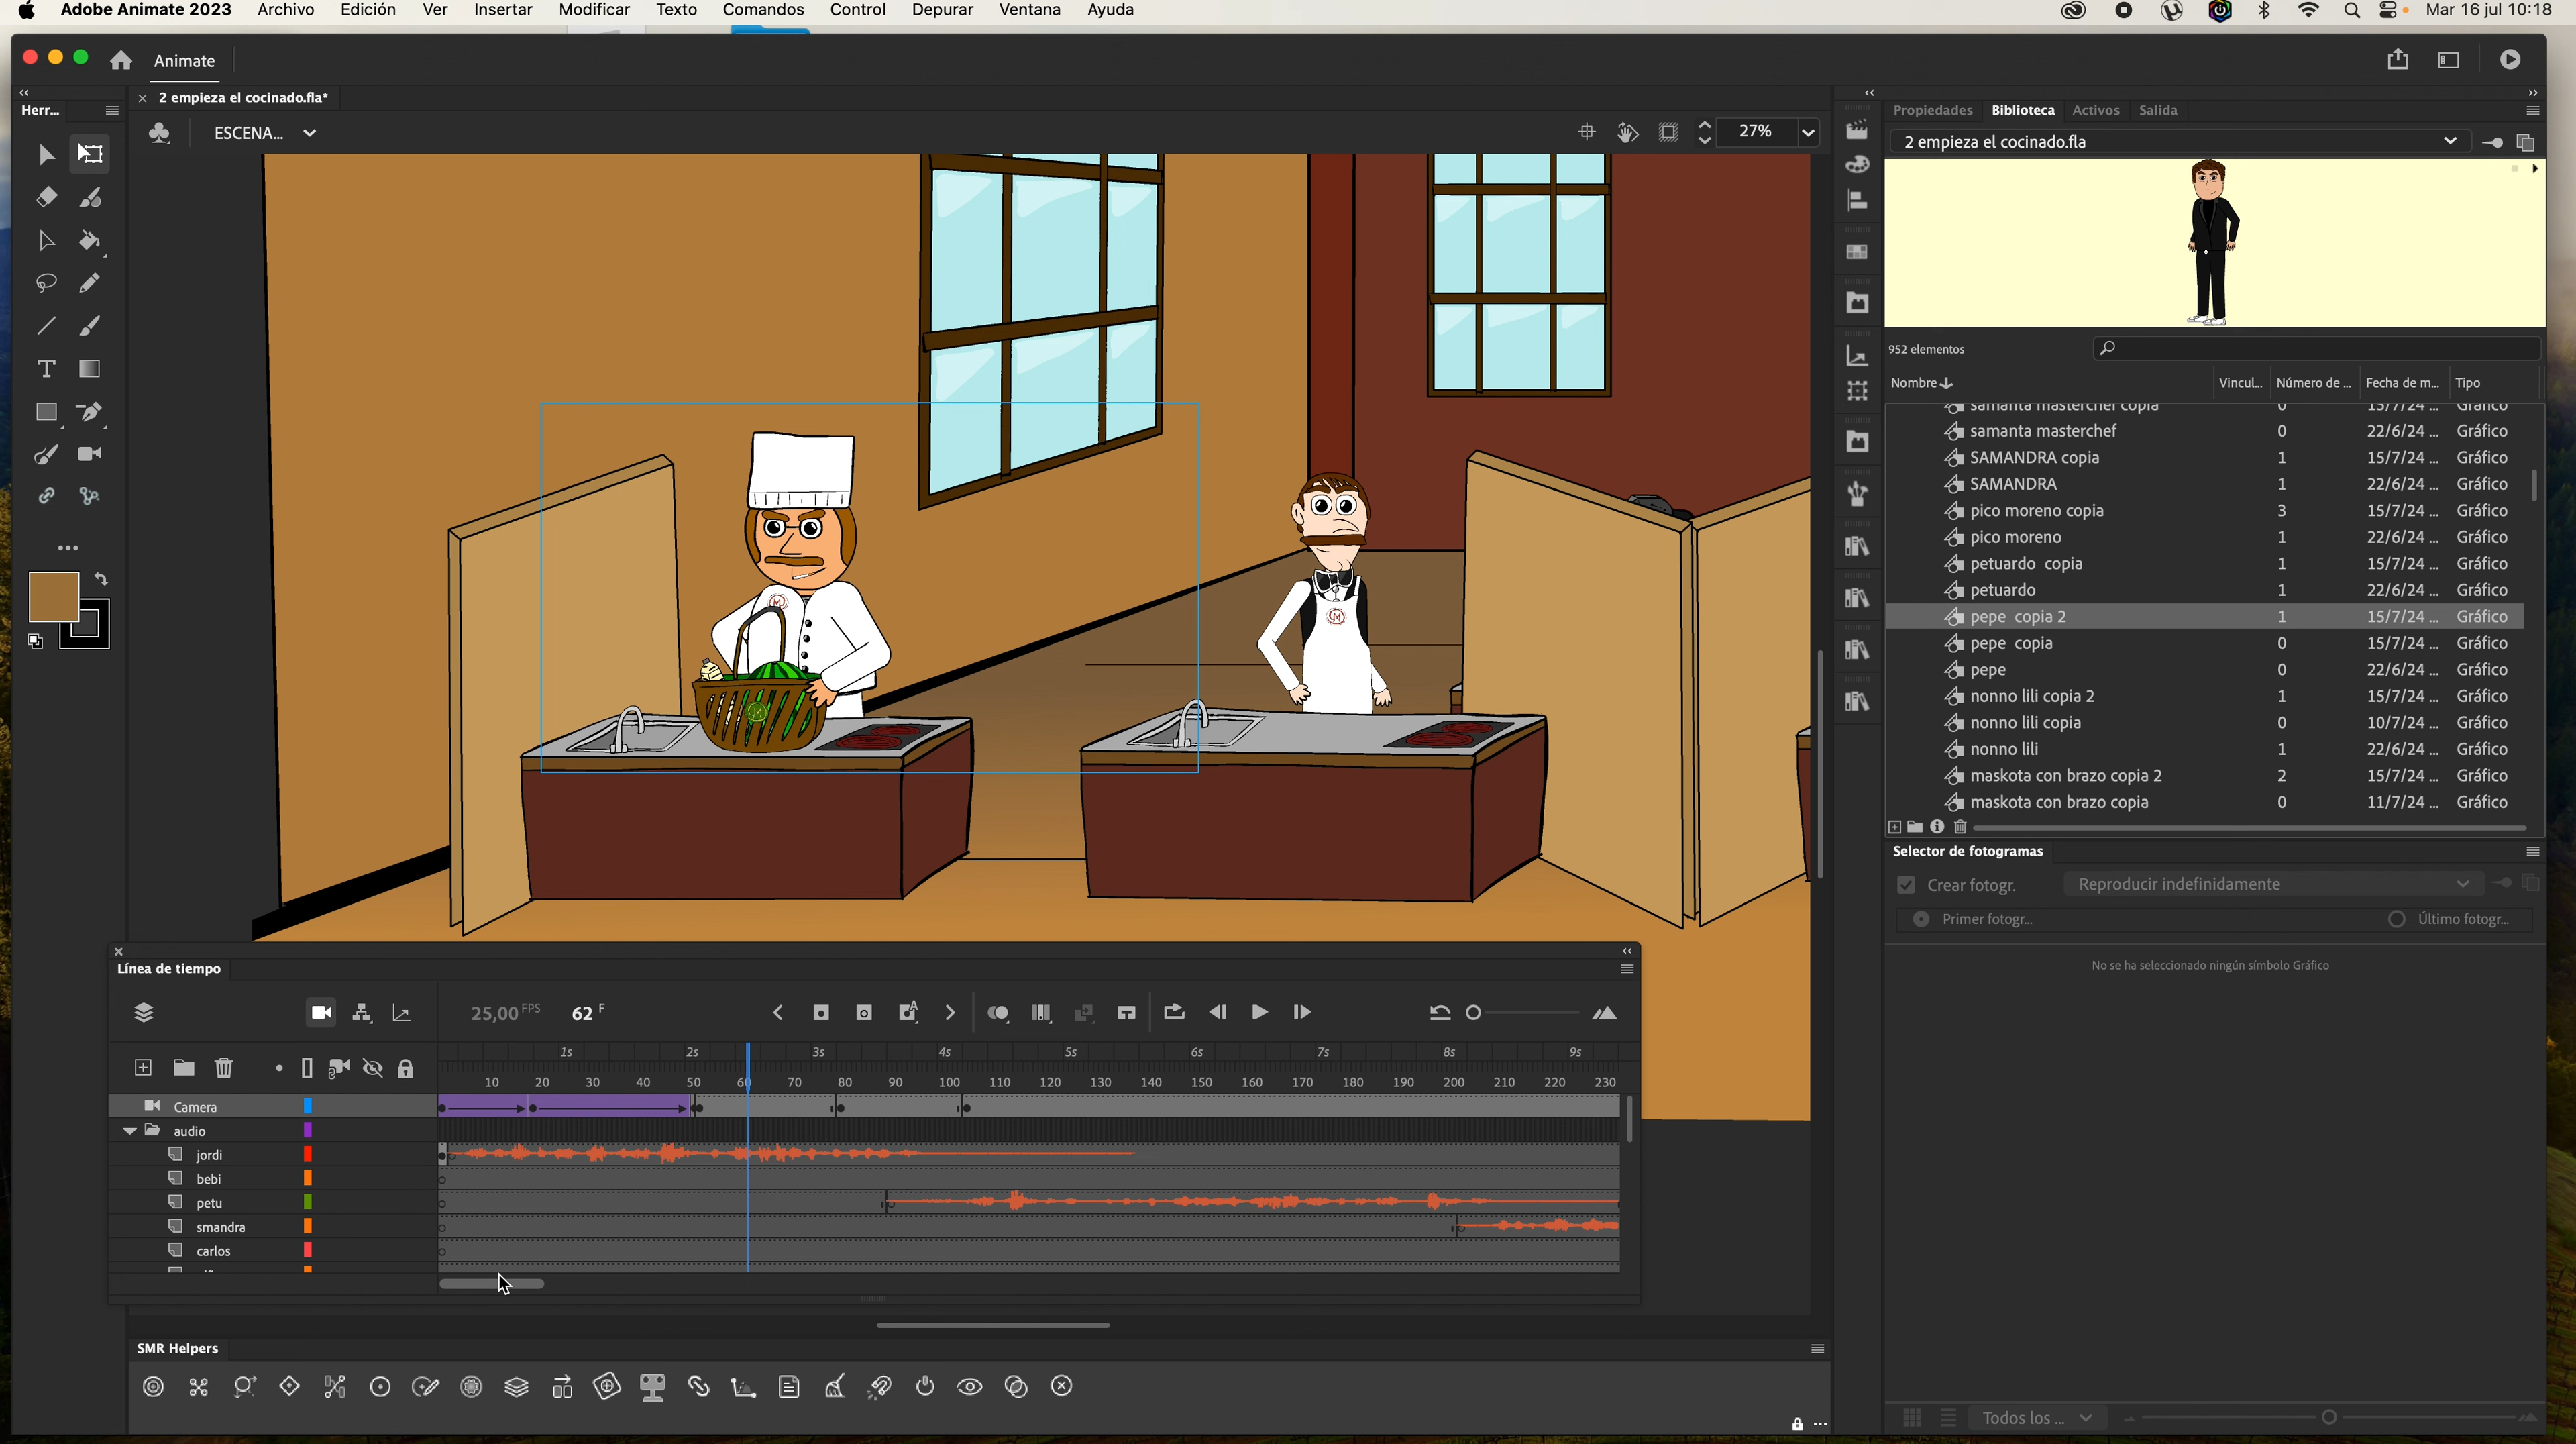 Adobe Animate 2023 Archivo Edición Ver Insertar Modificar Texto Comandos Control Depurar Ventana Ayuda Mar 16 jul 10:18
Animate
Herr...
2 empieza el cocinado.fla*
ESCENA...
27%
Propiedades Biblioteca Activos Salida
2 empieza el cocinado.fla
952 elementos
Nombre Vincul... Número de ... Fecha de m... Tipo
samanta masterchef copia 0 15/7/24 ... Gráfico
samanta masterchef 0 22/6/24 ... Gráfico
SAMANDRA copia 1 15/7/24 ... Gráfico
SAMANDRA 1 22/6/24 ... Gráfico
pico moreno copia 3 15/7/24 ... Gráfico
pico moreno 1 22/6/24 ... Gráfico
petuardo copia 1 15/7/24 ... Gráfico
petuardo 1 22/6/24 ... Gráfico
pepe copia 2 1 15/7/24 ... Gráfico
pepe copia 0 15/7/24 ... Gráfico
pepe 0 22/6/24 ... Gráfico
nonno lili copia 2 1 15/7/24 ... Gráfico
nonno lili copia 0 10/7/24 ... Gráfico
nonno lili 1 22/6/24 ... Gráfico
maskota con brazo copia 2 2 15/7/24 ... Gráfico
maskota con brazo copia 0 11/7/24 ... Gráfico
Selector de fotogramas
Crear fotogr. Reproducir indefinidamente
Primer fotogr... Último fotogr...
No se ha seleccionado ningún símbolo Gráfico
Todos los ...
Línea de tiempo
25,00 FPS 62 F
1s 2s 3s 4s 5s 6s 7s 8s 9s
10 20 30 40 50 60 70 80 90 100 110 120 130 140 150 160 170 180 190 200 210 220 230
Camera
audio
jordi
bebi
petu
smandra
carlos
SMR Helpers